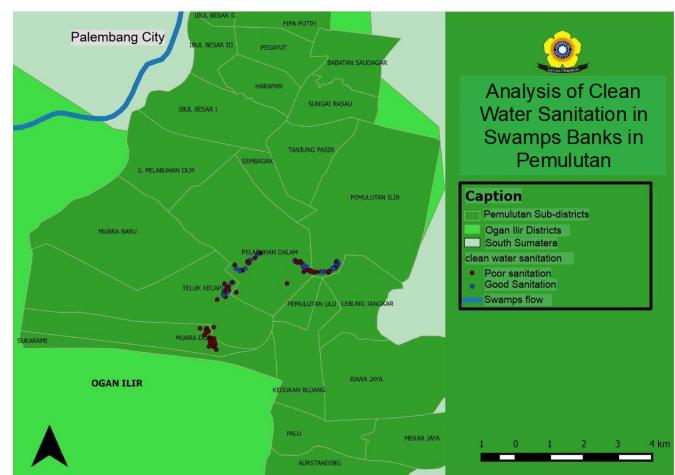 IBUL BESAR II
PIPA PUTIH
Palembang City
IBUL BESAR III
PEGAYUT
BABATAN SAUDAGAR
HARAPAN
IBUL BESAR I
SUNGAI RASAU
TANJUNG PASIR
SEMBADAK
S. PELABUHAN DLM
PEMULUTAN ILIR
MUARA BARU
PELABUHAN DALAM
TELUK KECAPI
PEMULUTAN ULU
LEBUNG JANGKAR
SUKARAMI
MUARA D
OGAN ILIR
RAWA JAYA
KEDUKAN BUJANG
PALU
MEKAR JAYA
AURSTANDING
Analysis of Clean
Water Sanitation in
Swamps Banks in
Pemulutan
Caption
Pemulutan Sub-districts
Ogan Ilir Districts
South Sumatera
clean water sanitation
Poor sanitation
Good Sanitation
Swamps flow
1 0 1 2 3 4 km